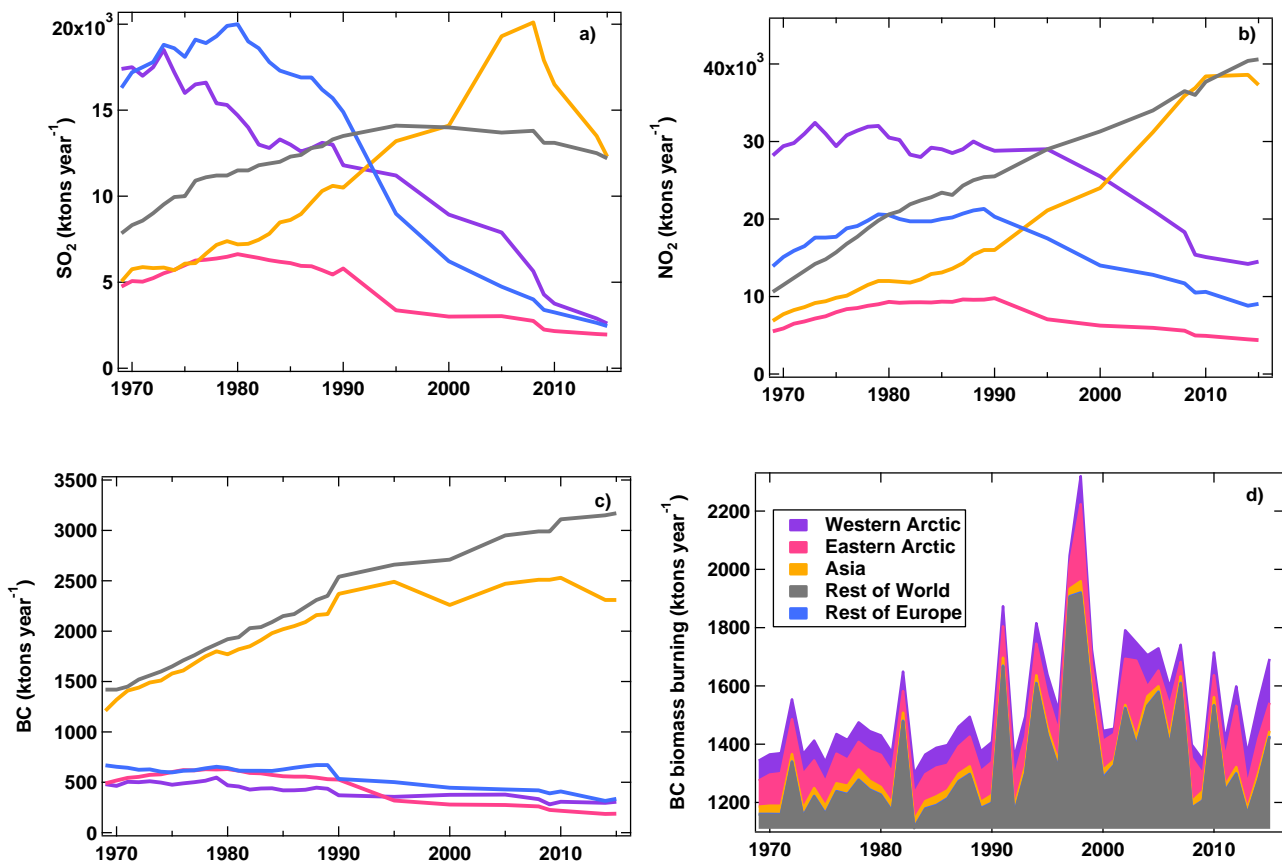 a)
20x10³
15
10
5
0
SO₂ (ktons year⁻¹)
1970 1980 1990 2000 2010
b)
40x10³
30
20
10
0
NO₂ (ktons year⁻¹)
1970 1980 1990 2000 2010
c)
3500
3000
2500
2000
1500
1000
500
0
BC (ktons year⁻¹)
1970 1980 1990 2000 2010
d)
2200
2000
1800
1600
1400
1200
BC biomass burning (ktons year⁻¹)
Western Arctic
Eastern Arctic
Asia
Rest of World
Rest of Europe
1970 1980 1990 2000 2010